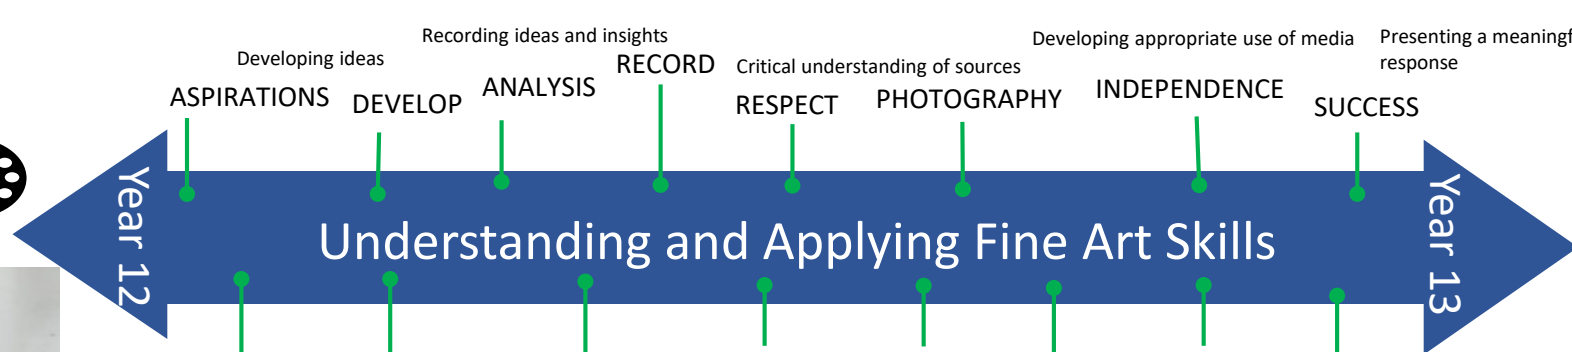 Developing ideas
Recording ideas and insights
Critical understanding of sources
Developing appropriate use of media
Presenting a
response
ASPIRATIONS
DEVELOP
ANALYSIS
RECORD
RESPECT
PHOTOGRAPHY
INDEPENDENCE
SUCCESS
Year 12
Understanding and Applying Fine Art Skills
Year 13